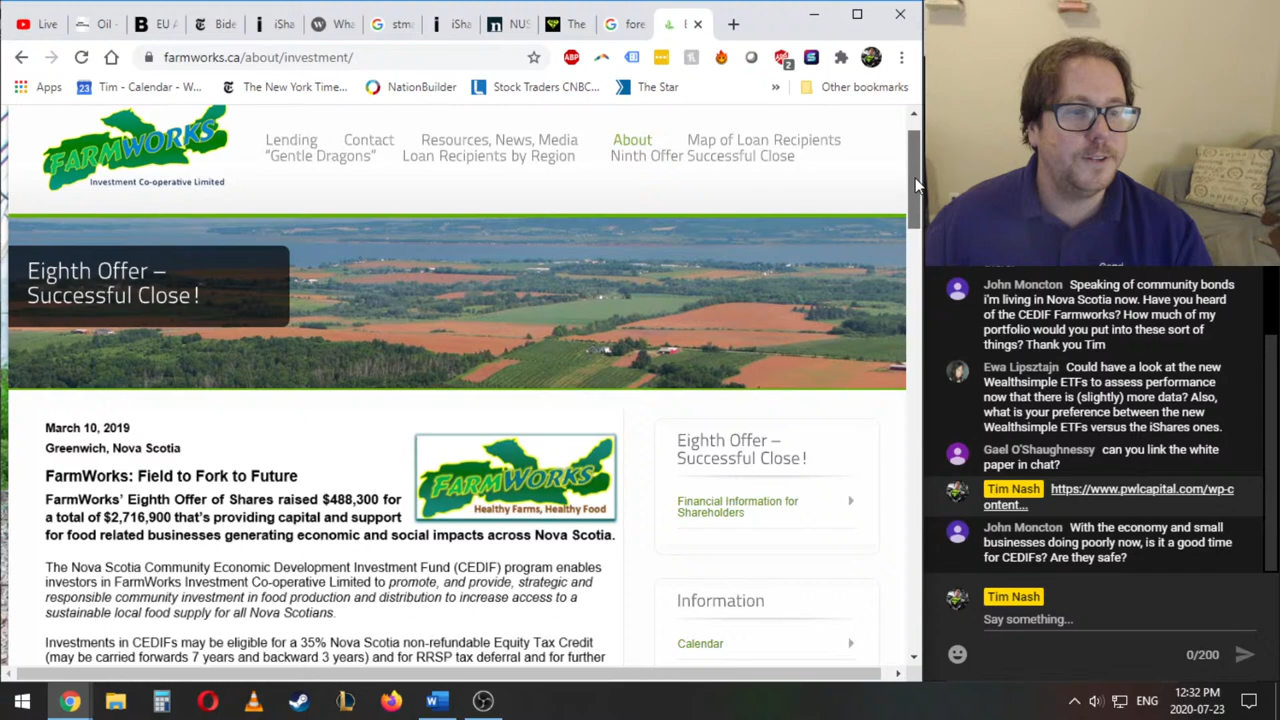 Live
Oil -
EU A
Bide
iSha
Wha
stma
iSha
NUS
The
fore
E
farmworks.ca/about/investment/
ABP
2
Apps
23
Tim - Calendar - W...
The New York Time...
NationBuilder
Stock Traders CNBC...
The Star
»
Other bookmarks
FARMWORKS
Investment Co-operative Limited
Lending Contact Resources, News, Media About Map of Loan Recipients
"Gentle Dragons" Loan Recipients by Region Ninth Offer Successful Close
Eighth Offer –
Successful Close!
March 10, 2019
Greenwich, Nova Scotia
FarmWorks: Field to Fork to Future
FarmWorks' Eighth Offer of Shares raised $488,300 for
a total of $2,716,900 that's providing capital and support
for food related businesses generating economic and social impacts across Nova Scotia.
FARMWORKS
Healthy Farms, Healthy Food
The Nova Scotia Community Economic Development Investment Fund (CEDIF) program enables
investors in FarmWorks Investment Co-operative Limited to promote, and provide, strategic and
responsible community investment in food production and distribution to increase access to a
sustainable local food supply for all Nova Scotians.
Investments in CEDIFs may be eligible for a 35% Nova Scotia non-refundable Equity Tax Credit
(may be carried forwards 7 years and backward 3 years) and for RRSP tax deferral and for further
Eighth Offer –
Successful Close!
Financial Information for
Shareholders
Information
Calendar
John Moncton Speaking of community bonds
i'm living in Nova Scotia now. Have you heard
of the CEDIF Farmworks? How much of my
portfolio would you put into these sort of
things? Thank you Tim
Ewa Lipsztajn Could have a look at the new
Wealthsimple ETFs to assess performance
now that there is (slightly) more data? Also,
what is your preference between the new
Wealthsimple ETFs versus the iShares ones.
Gael O'Shaughnessy can you link the white
paper in chat?
Tim Nash https://www.pwlcapital.com/wp-c
ontent...
John Moncton With the economy and small
businesses doing poorly now, is it a good time
for CEDIFs? Are they safe?
Tim Nash
Say something...
0/200
ENG
12:32 PM
2020-07-23